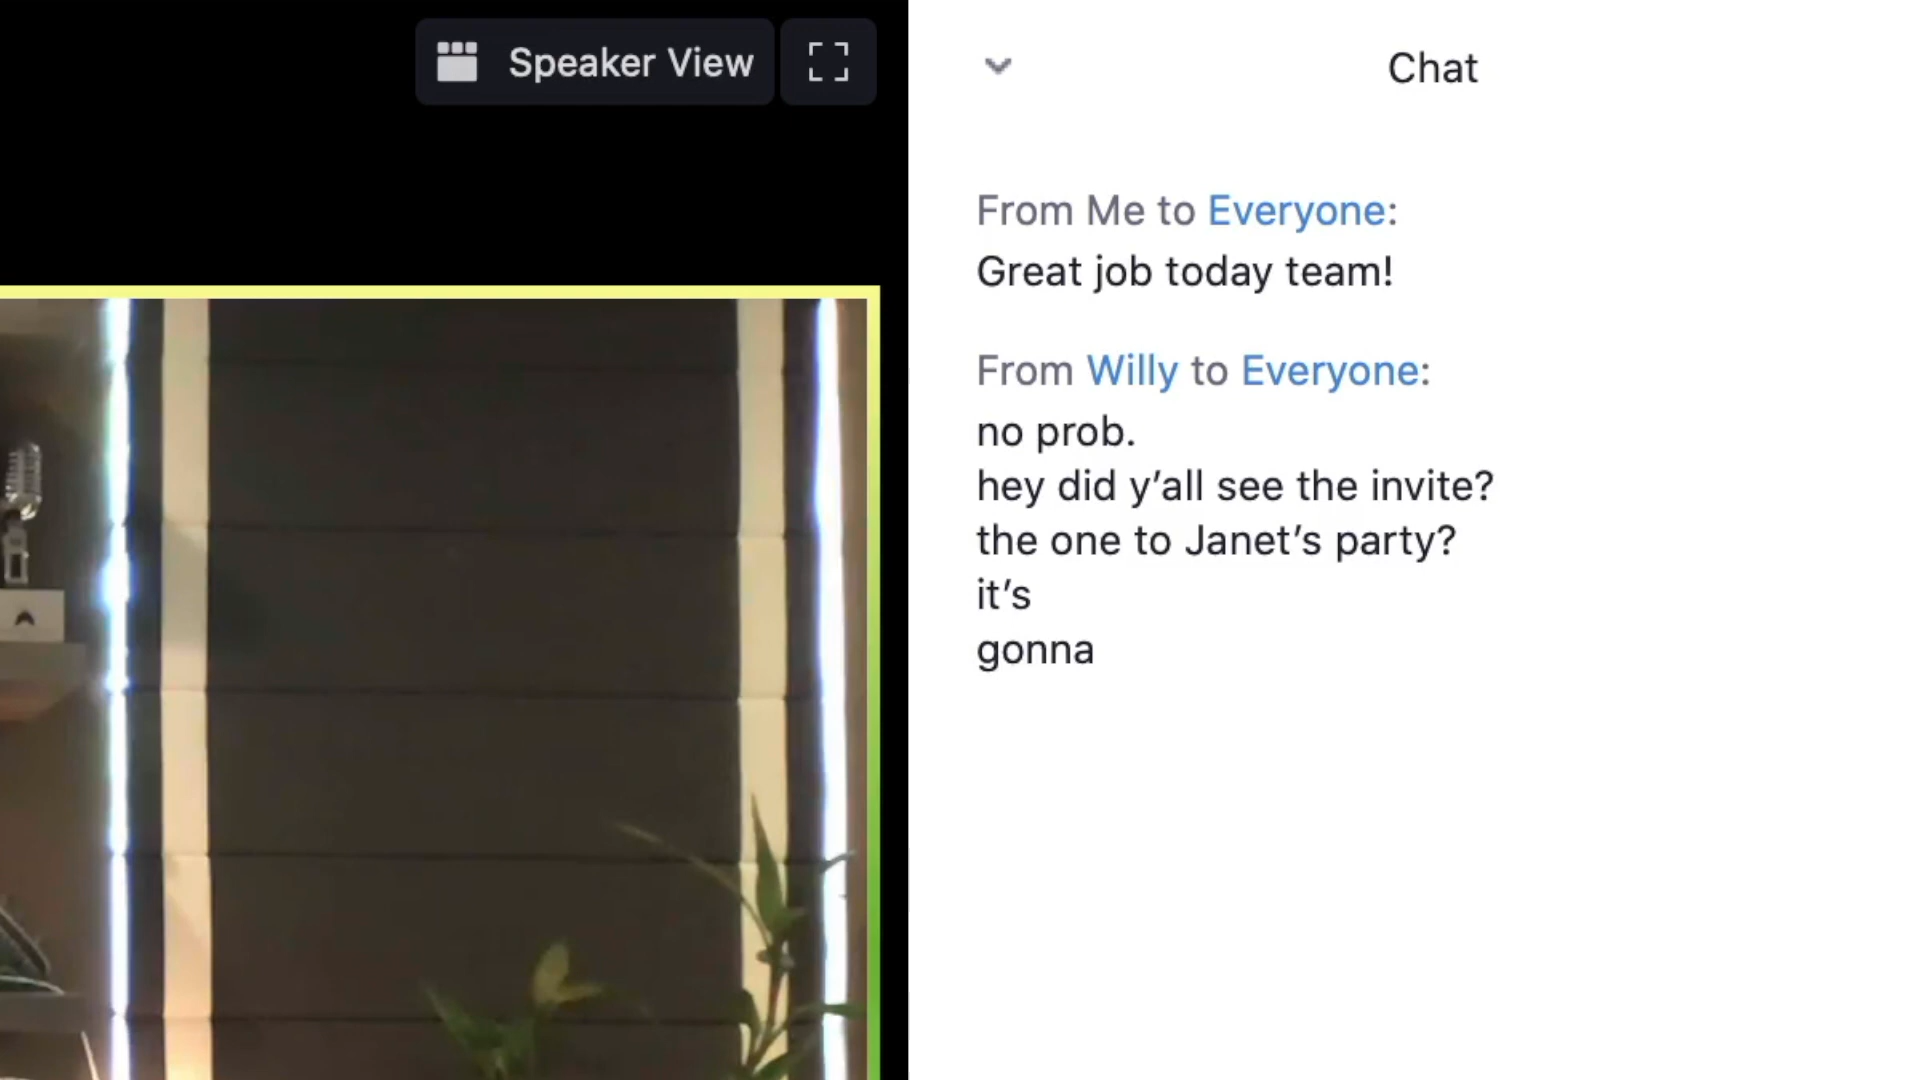 Speaker View
Chat
From Me to Everyone:
Great job today team!
From Willy to Everyone:
no prob.
hey did y’all see the invite?
the one to Janet’s party?
it’s
gonna